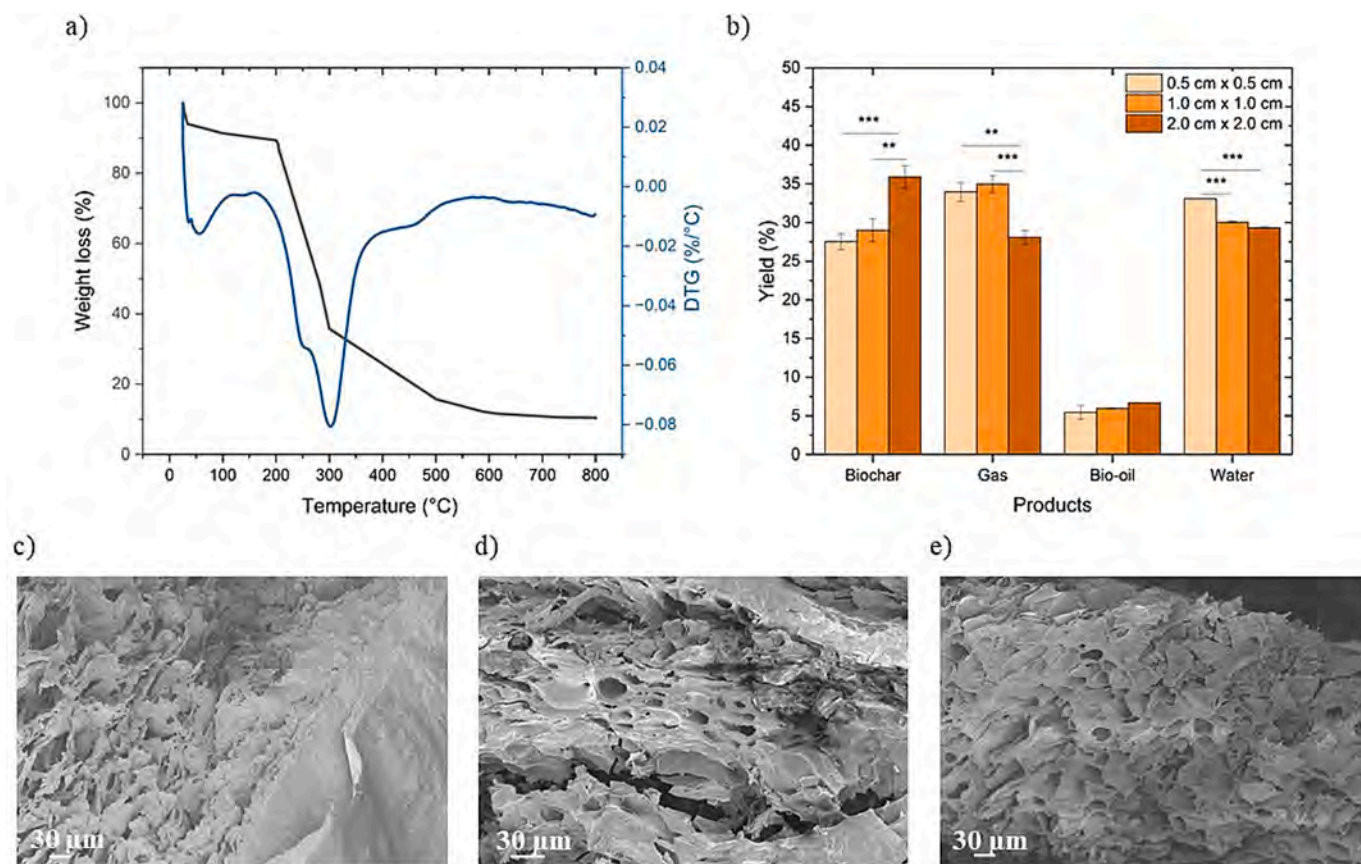 a)
b)
100
80
60
40
20
0
Weight loss (%)
0 100 200 300 400 500 600 700 800
Temperature (°C)
0.04
0.02
0.00
−0.02
−0.04
−0.06
−0.08
DTG (%/°C)
50
45
40
35
30
25
20
15
10
5
0
Yield (%)
0.5 cm x 0.5 cm
1.0 cm x 1.0 cm
2.0 cm x 2.0 cm
***
**
**
***
***
***
Biochar Gas Bio-oil Water
Products
c)
d)
e)
30 µm
30 µm
30 µm